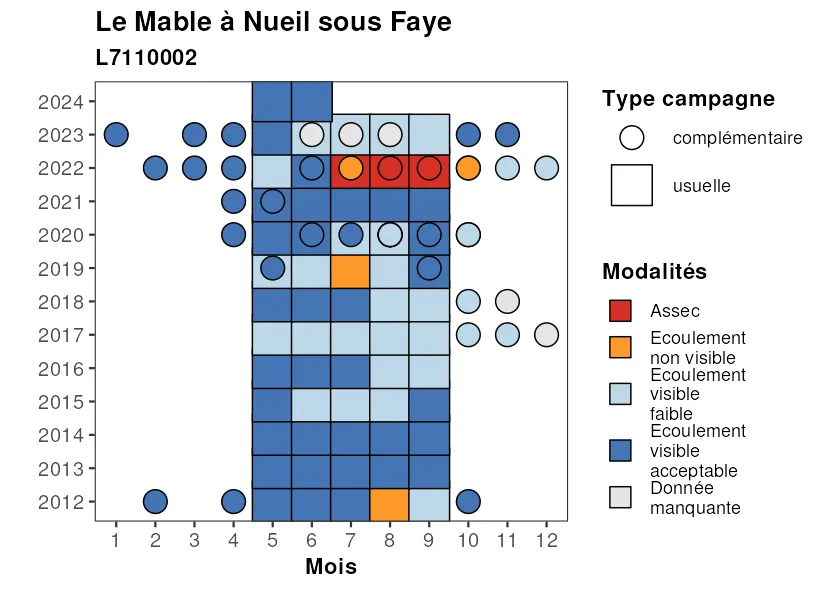 Le Mable à Nueil sous Faye
L7110002
2024
2023
2022
2021
2020
2019
2018
2017
2016
2015
2014
2013
2012
1 2 3 4 5 6 7 8 9 10 11 12
Mois
Type campagne
complémentaire
usuelle
Modalités
Assec
Ecoulement
non visible
Ecoulement
visible
faible
Ecoulement
visible
acceptable
Donnée
manquante